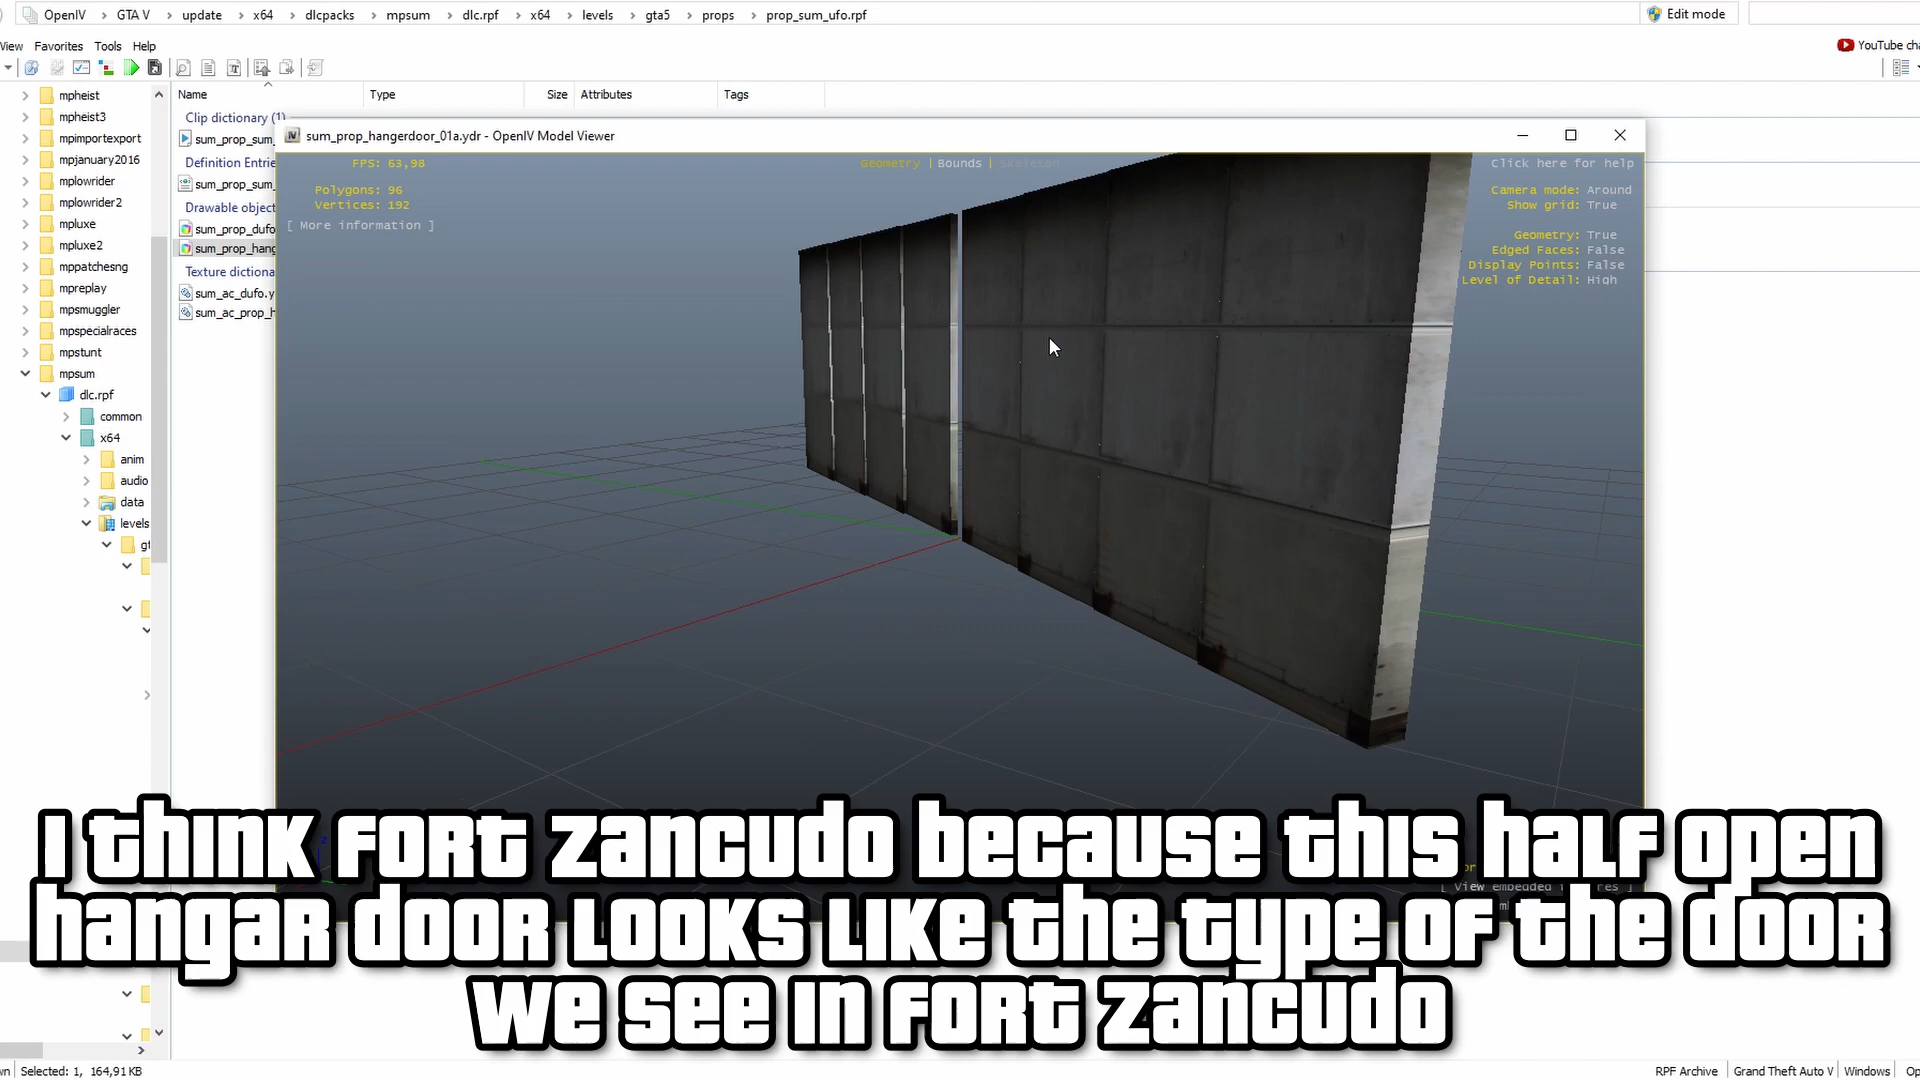 OpenIV GTA V update x64 dlcpacks mpsum dlc.rpf x64 levels gta5 props prop_sum_ufo.rpf
Edit mode
View Favorites Tools Help
YouTube cha
Name Type Size Attributes Tags
mpheist
mpheist3
mpimportexport
mpjanuary2016
mplowrider
mplowrider2
mpluxe
mpluxe2
mppatchesng
mpreplay
mpsmuggler
mpspecialraces
mpstunt
mpsum
dlc.rpf
common
x64
anim
audio
data
levels
gt
Clip dictionary (1)
sum_prop_sum_
Definition Entrie
sum_prop_sum_
Drawable object
sum_prop_dufo
sum_prop_hang
Texture dictiona
sum_ac_dufo.y
sum_ac_prop_h
sum_prop_hangerdoor_01a.ydr - OpenIV Model Viewer
FPS: 63,98
Polygons: 96
Vertices: 192
[ More information ]
Geometry | Bounds | Skeleton
Click here for help
Camera mode: Around
Show grid: True
Geometry: True
Edged Faces: False
Display Points: False
Level of Detail: High
I think Fort Zancudo because this half open
hangar door looks like the type of the door
we see in Fort Zancudo
Selected: 1, 164,91 KB
RPF Archive Grand Theft Auto V Windows Op